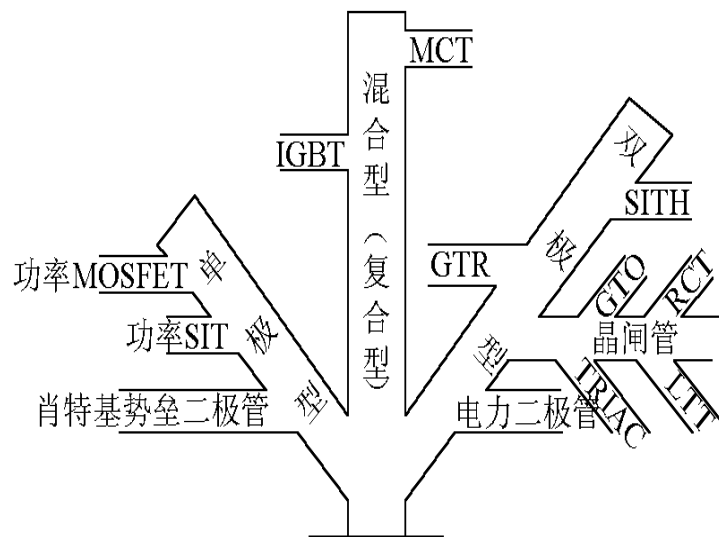 MCT
混合型（复合型）
IGBT
双极型
SITH
单极型
功率MOSFET
GTR
GTO
RCT
功率SIT
晶闸管
肖特基势垒二极管
电力二极管
TRIAC
LTT